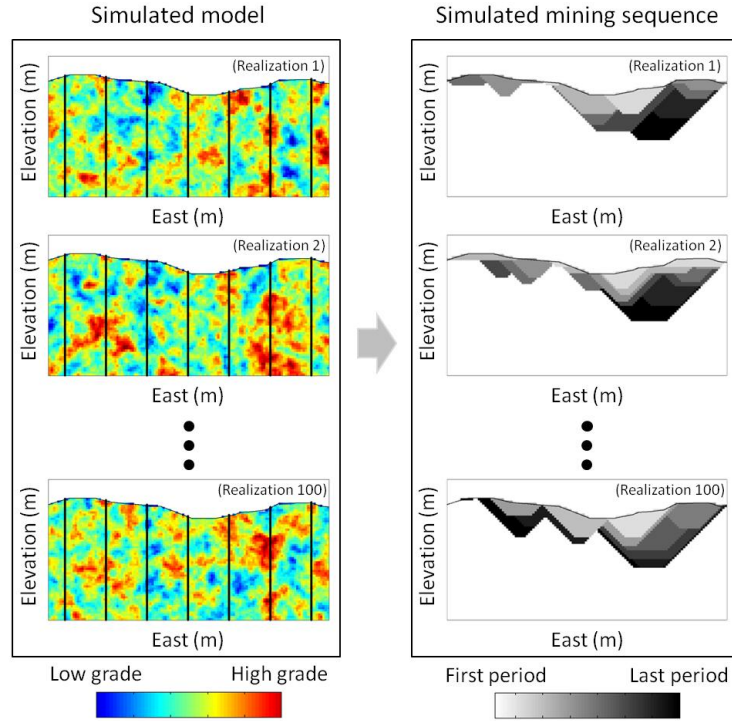 Simulated model
(Realization 1)
Elevation (m)
East (m)
(Realization 2)
Elevation (m)
East (m)
(Realization 100)
Elevation (m)
East (m)
Low grade
High grade
Simulated mining sequence
(Realization 1)
Elevation (m)
East (m)
(Realization 2)
Elevation (m)
East (m)
(Realization 100)
Elevation (m)
East (m)
First period
Last period